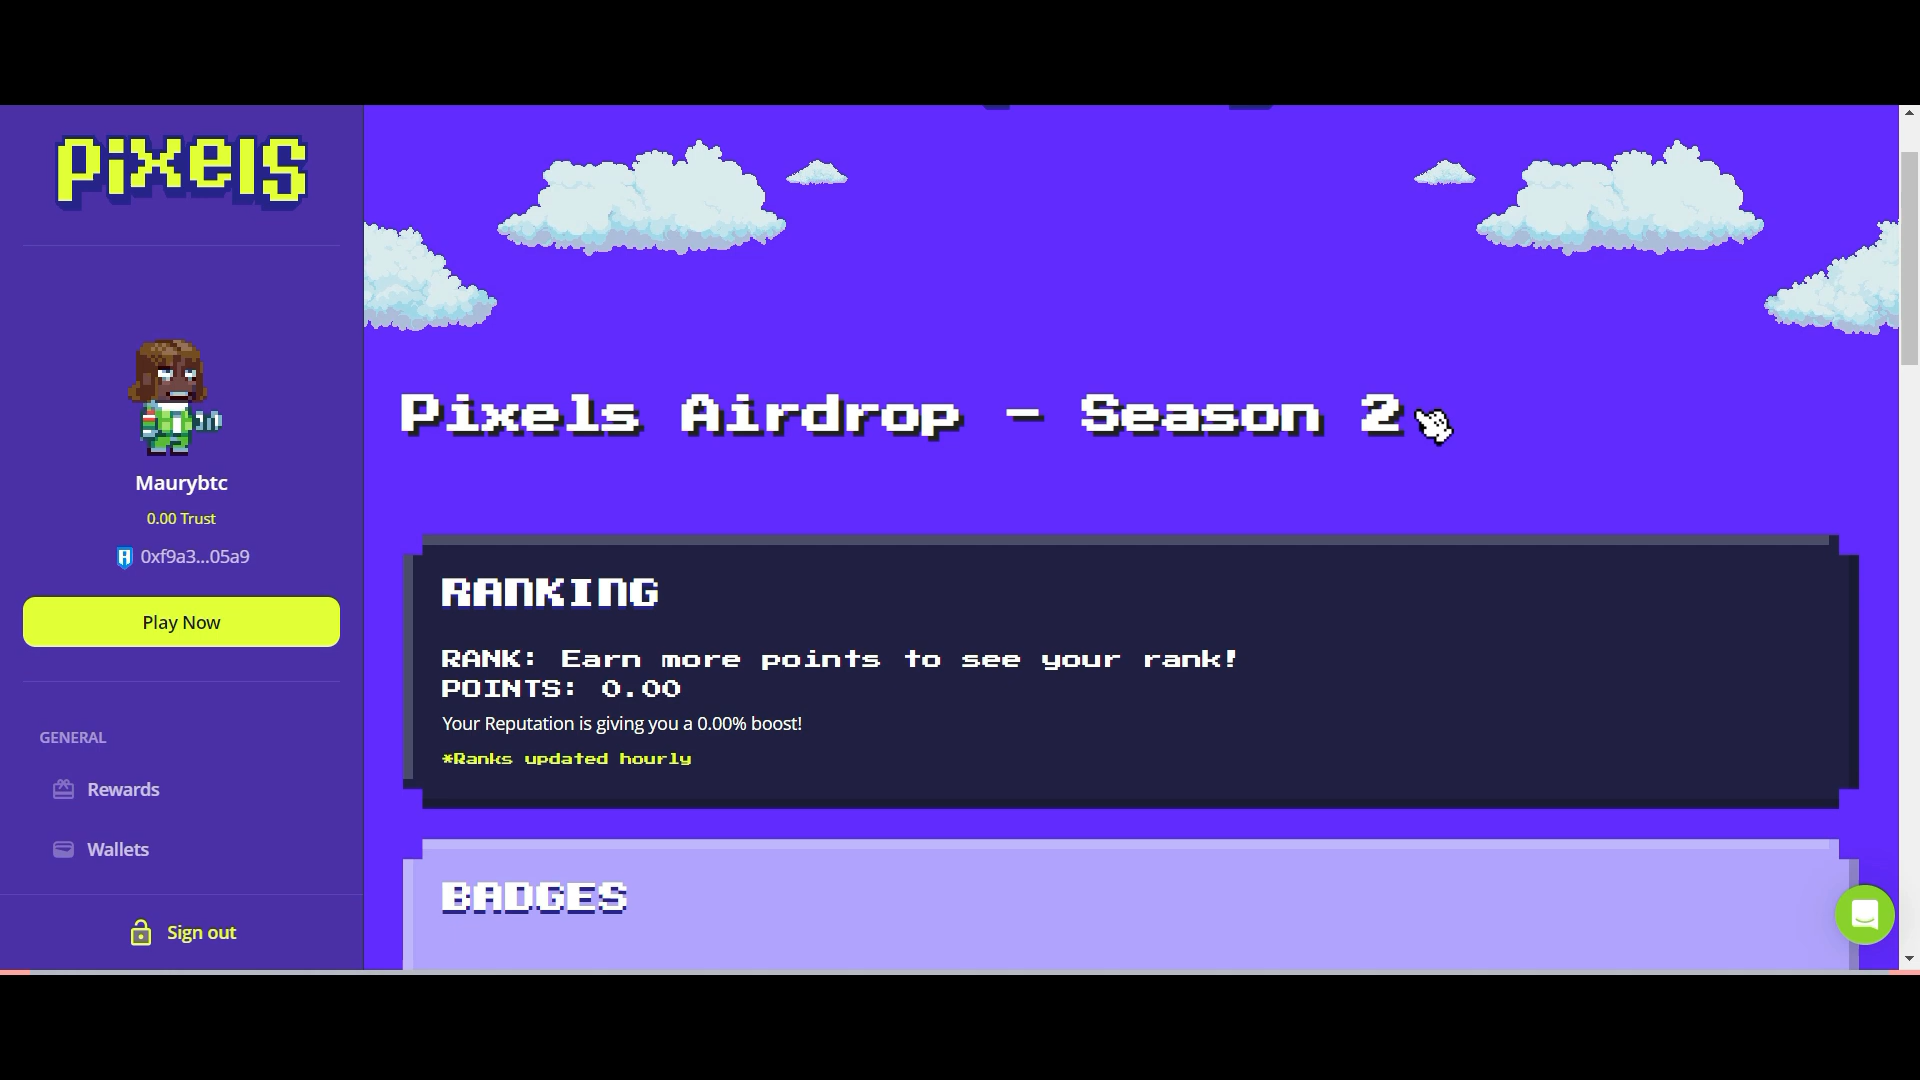 pixels
Maurybtc
0.00 Trust
0xf9a3...05a9
Play Now
GENERAL
Rewards
Wallets
Sign out
Pixels Airdrop - Season 2
RANKING
RANK: Earn more points to see your rank!
POINTS: 0.00
Your Reputation is giving you a 0.00% boost!
*Ranks updated hourly
BADGES